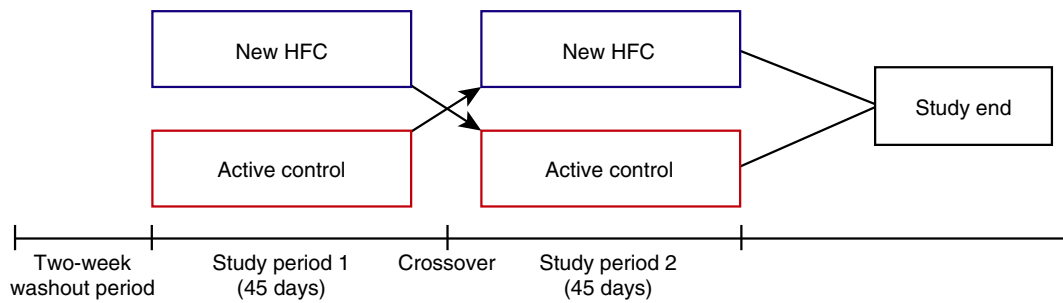 New HFC
New HFC
Study end
Active control
Active control
Two-week
washout period
Study period 1
(45 days)
Crossover
Study period 2
(45 days)